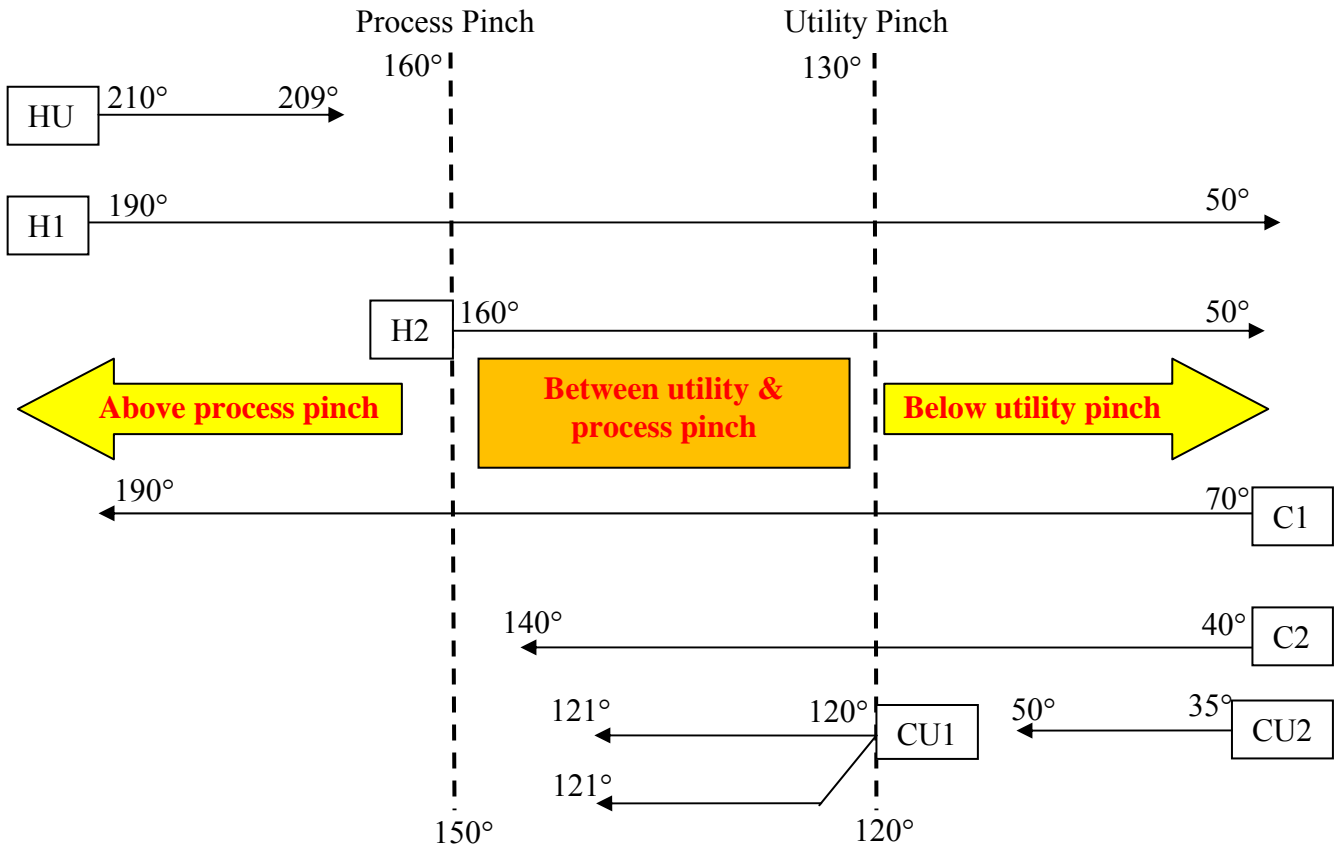 Process Pinch
Utility Pinch
160°
130°
HU
210°
209°
H1
190°
50°
H2
160°
50°
Above process pinch
Between utility &
process pinch
Below utility pinch
190°
70°
C1
140°
40°
C2
121°
120°
CU1
50°
35°
CU2
121°
150°
120°